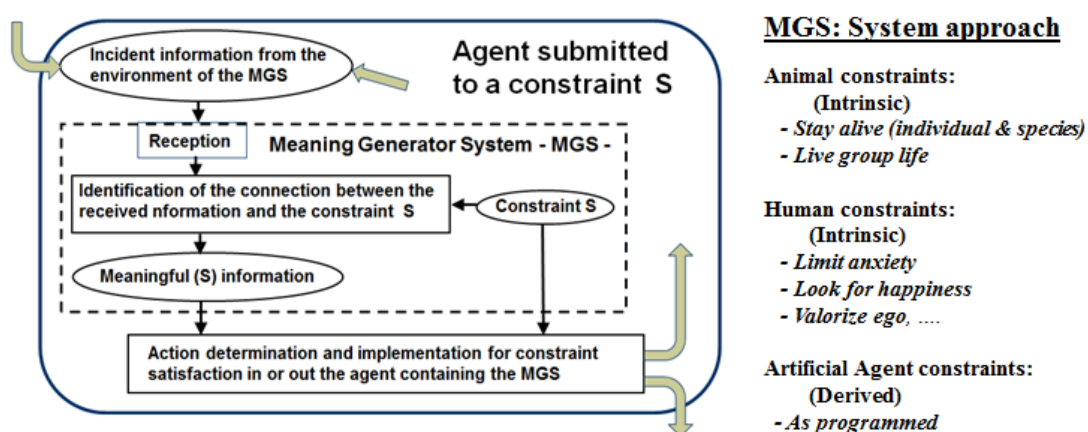 Incident information from the
environment of the MGS
Agent submitted
to a constraint S
Reception
Meaning Generator System - MGS -
Identification of the connection between the
received nformation and the constraint S
Constraint S
Meaningful (S) information
Action determination and implementation for constraint
satisfaction in or out the agent containing the MGS
MGS: System approach
Animal constraints:
(Intrinsic)
- Stay alive (individual & species)
- Live group life
Human constraints:
(Intrinsic)
- Limit anxiety
- Look for happiness
- Valorize ego, ....
Artificial Agent constraints:
(Derived)
- As programmed